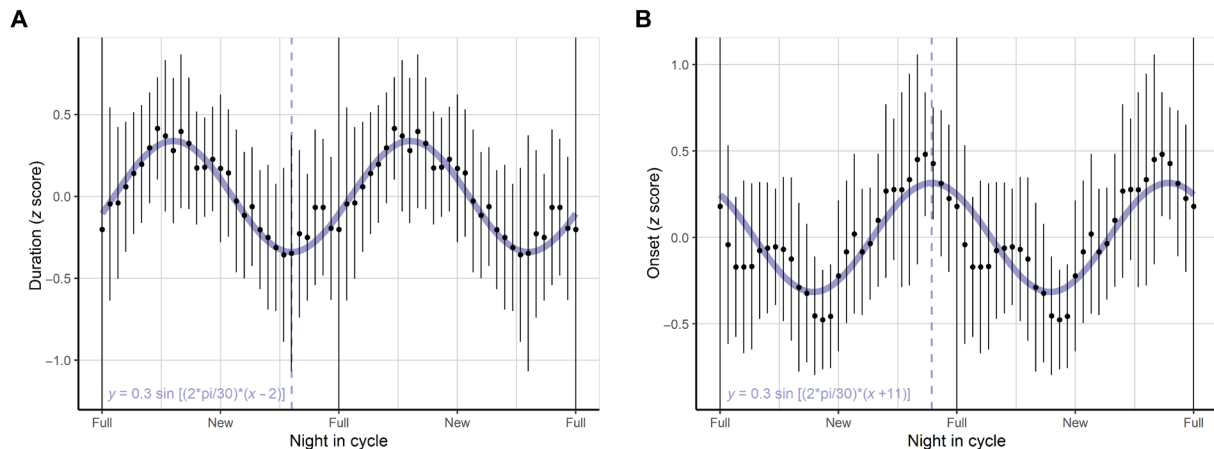 A
Duration (z score)
0.5
0.0
−0.5
−1.0
y = 0.3 sin [(2*pi/30)*(x − 2)]
Full
New
Full
New
Full
Night in cycle
B
Onset (z score)
1.0
0.5
0.0
−0.5
y = 0.3 sin [(2*pi/30)*(x +11)]
Full
New
Full
New
Full
Night in cycle